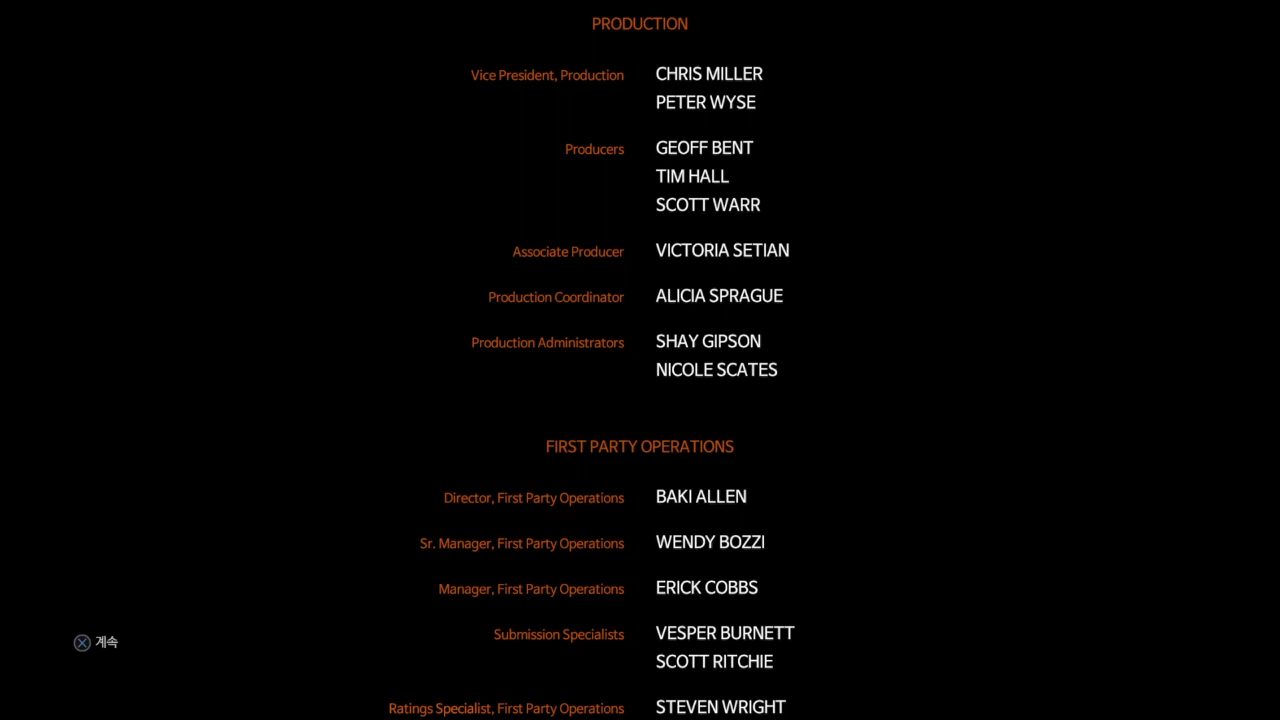 PRODUCTION
Vice President, Production CHRIS MILLER
PETER WYSE
Producers GEOFF BENT
TIM HALL
SCOTT WARR
Associate Producer VICTORIA SETIAN
Production Coordinator ALICIA SPRAGUE
Production Administrators SHAY GIPSON
NICOLE SCATES
FIRST PARTY OPERATIONS
Director, First Party Operations BAKI ALLEN
Sr. Manager, First Party Operations WENDY BOZZI
Manager, First Party Operations ERICK COBBS
Submission Specialists VESPER BURNETT
계속
SCOTT RITCHIE
Ratings Specialist, First Party Operations STEVEN WRIGHT